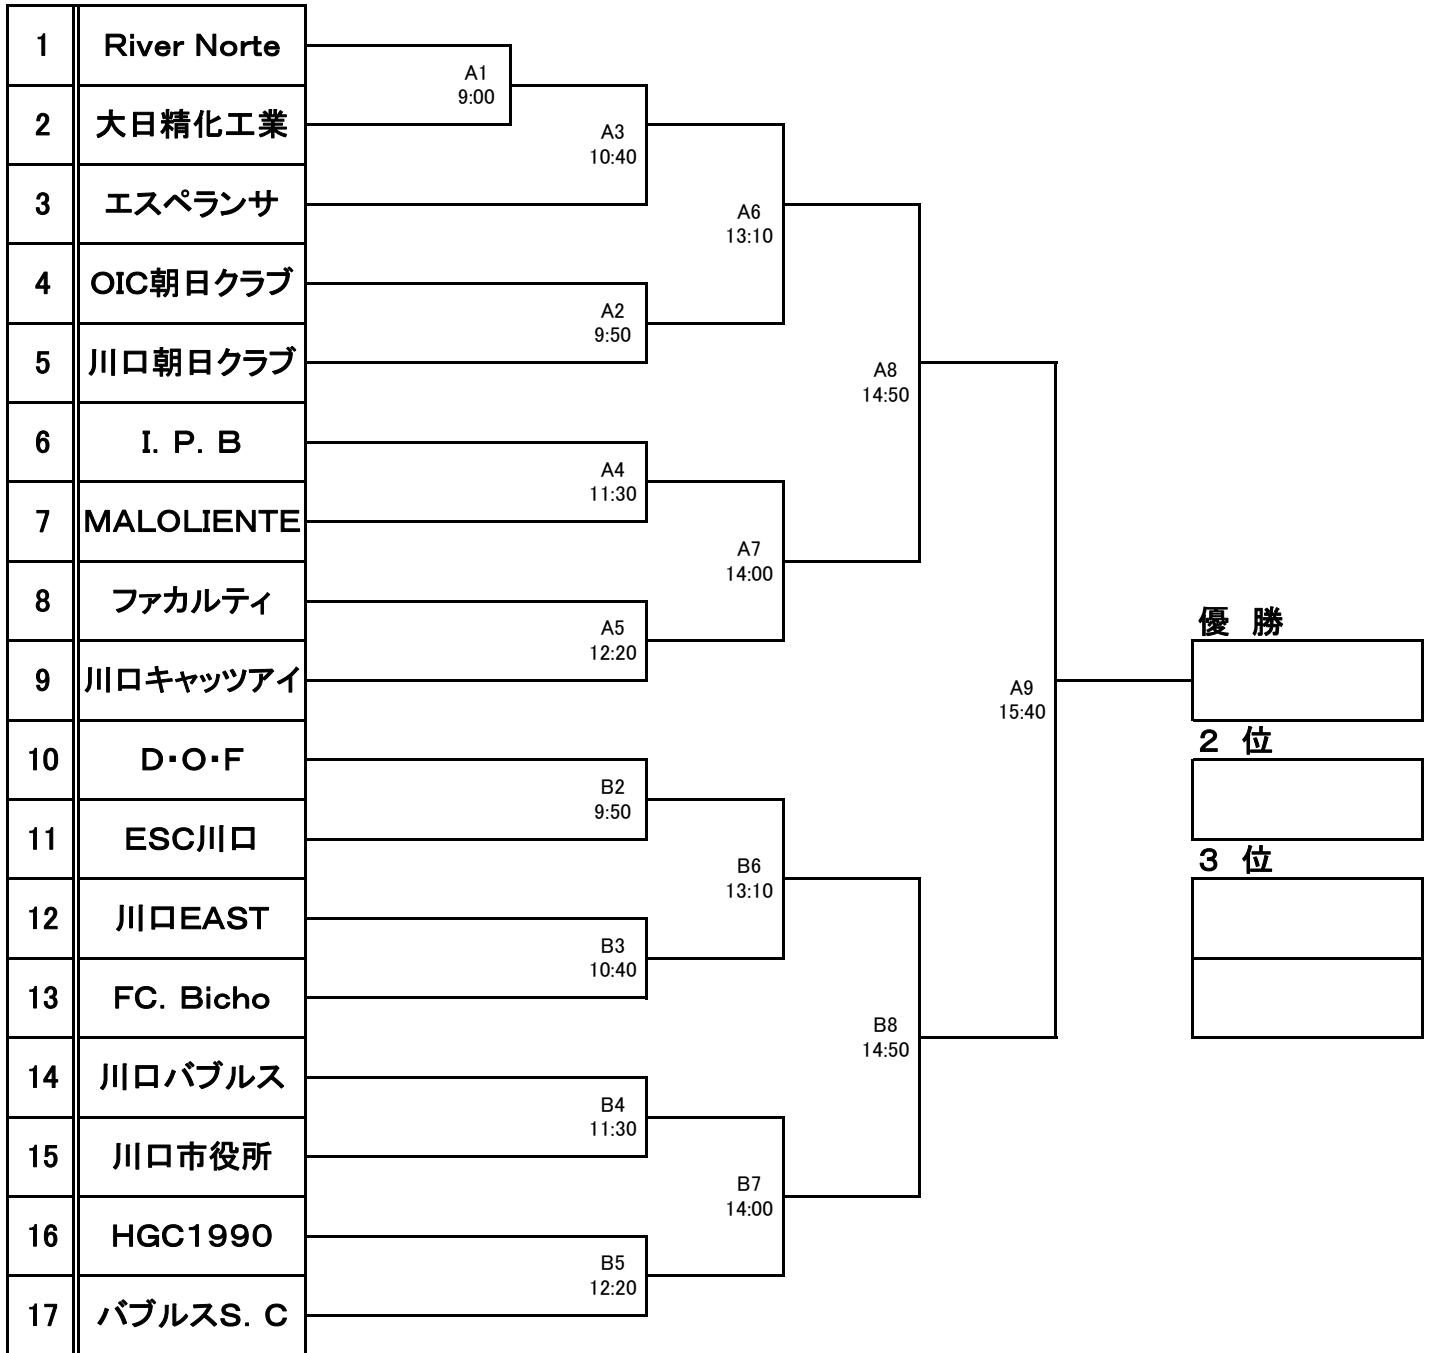 1 River Norte
A1
9:00
2 大日精化工業
A3
10:40
3 エスペランサ
A6
13:10
4 OIC朝日クラブ
A2
9:50
5 川口朝日クラブ
A8
14:50
6 I. P. B
A4
11:30
7 MALOLIENTE
A7
14:00
8 ファカルティ
優 勝
A5
12:20
9 川口キャッツアイ
A9
15:40
10 D・O・F
2 位
B2
9:50
11 ESC川口
3 位
B6
13:10
12 川口EAST
B3
10:40
13 FC. Bicho
B8
14:50
14 川口バブルス
B4
11:30
15 川口市役所
B7
14:00
16 HGC1990
B5
12:20
17 バブルスS. C